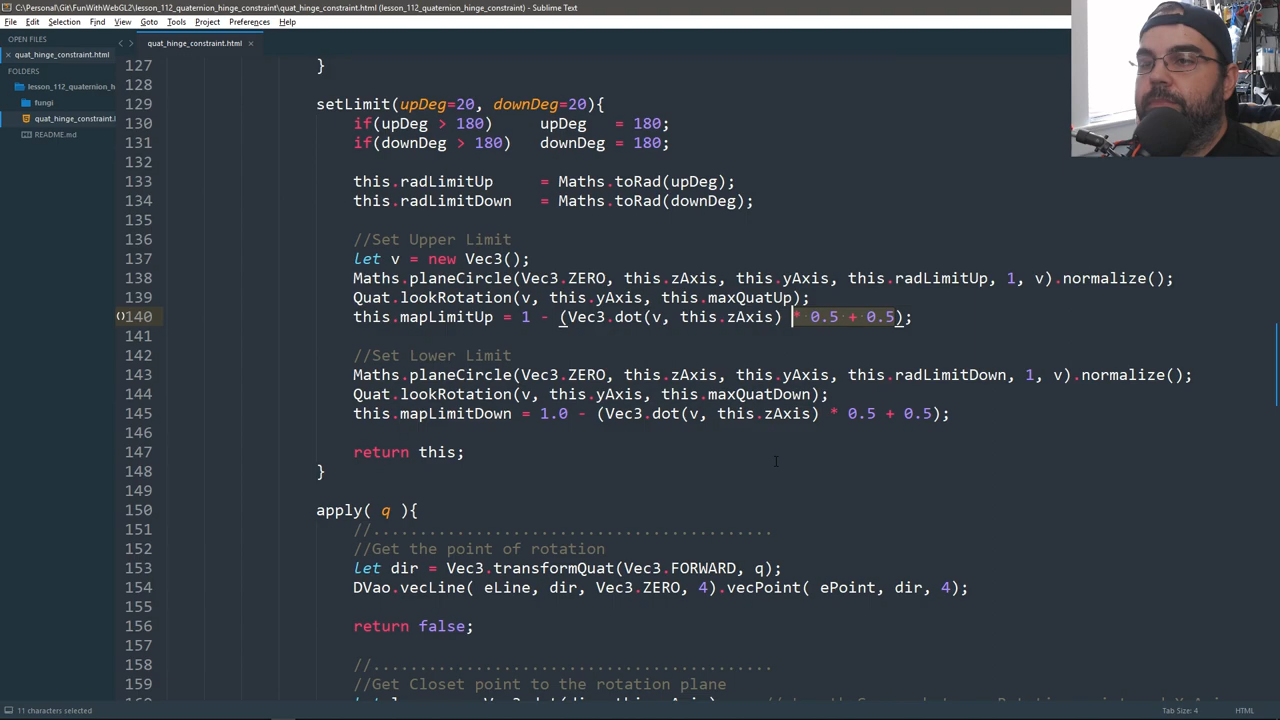 C:\Personal\Git\FunWithWebGL2\lesson_112_quaternion_hinge_constraint\quat_hinge_constraint.html (lesson_112_quaternion_hinge_constraint) - Sublime Text
File Edit Selection Find View Goto Tools Project Preferences Help
OPEN FILES
quat_hinge_constraint.html
quat_hinge_constraint.html
FOLDERS
lesson_112_quaternion_h
fungi
quat_hinge_constraint.h
README.md
127 }
128
129 setLimit(upDeg=20, downDeg=20){
130 if(upDeg > 180) upDeg = 180;
131 if(downDeg > 180) downDeg = 180;
132
133 this.radLimitUp = Maths.toRad(upDeg);
134 this.radLimitDown = Maths.toRad(downDeg);
135
136 //Set Upper Limit
137 let v = new Vec3();
138 Maths.planeCircle(Vec3.ZERO, this.zAxis, this.yAxis, this.radLimitUp, 1, v).normalize();
139 Quat.lookRotation(v, this.yAxis, this.maxQuatUp);
140 this.mapLimitUp = 1 - (Vec3.dot(v, this.zAxis) * 0.5 + 0.5);
141
142 //Set Lower Limit
143 Maths.planeCircle(Vec3.ZERO, this.zAxis, this.yAxis, this.radLimitDown, 1, v).normalize();
144 Quat.lookRotation(v, this.yAxis, this.maxQuatDown);
145 this.mapLimitDown = 1.0 - (Vec3.dot(v, this.zAxis) * 0.5 + 0.5);
146
147 return this;
148 }
149
150 apply( q ){
151 //...........................................
152 //Get the point of rotation
153 let dir = Vec3.transformQuat(Vec3.FORWARD, q);
154 DVao.vecLine( eLine, dir, Vec3.ZERO, 4).vecPoint( ePoint, dir, 4);
155
156 return false;
157
158 //...........................................
159 //Get Closet point to the rotation plane
11 characters selected
Tab Size: 4
HTML